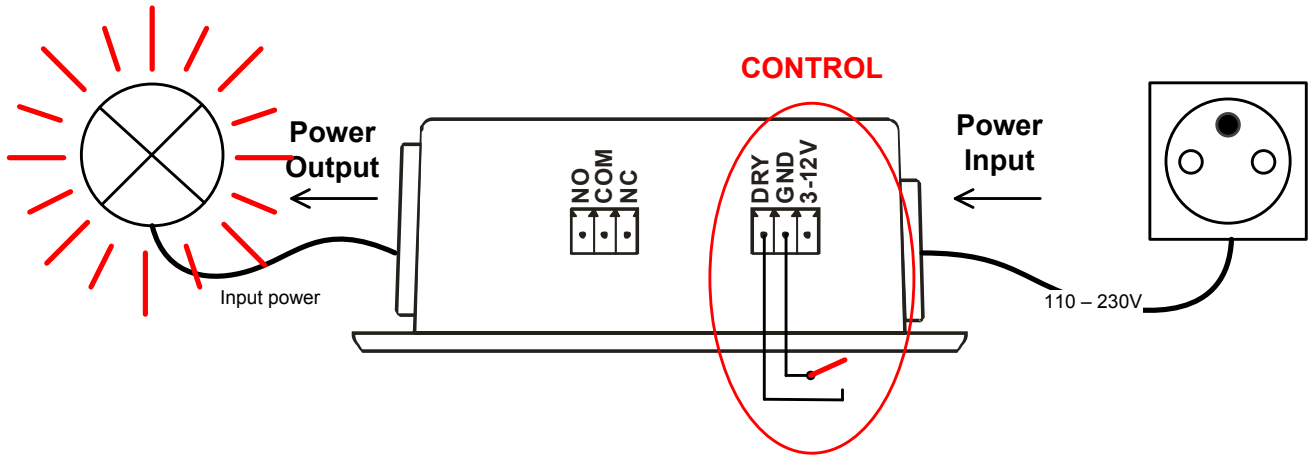 CONTROL
Power
Output
Power
Input
NO
COM
NC
DRY
GND
3-12V
Input power
110 – 230V